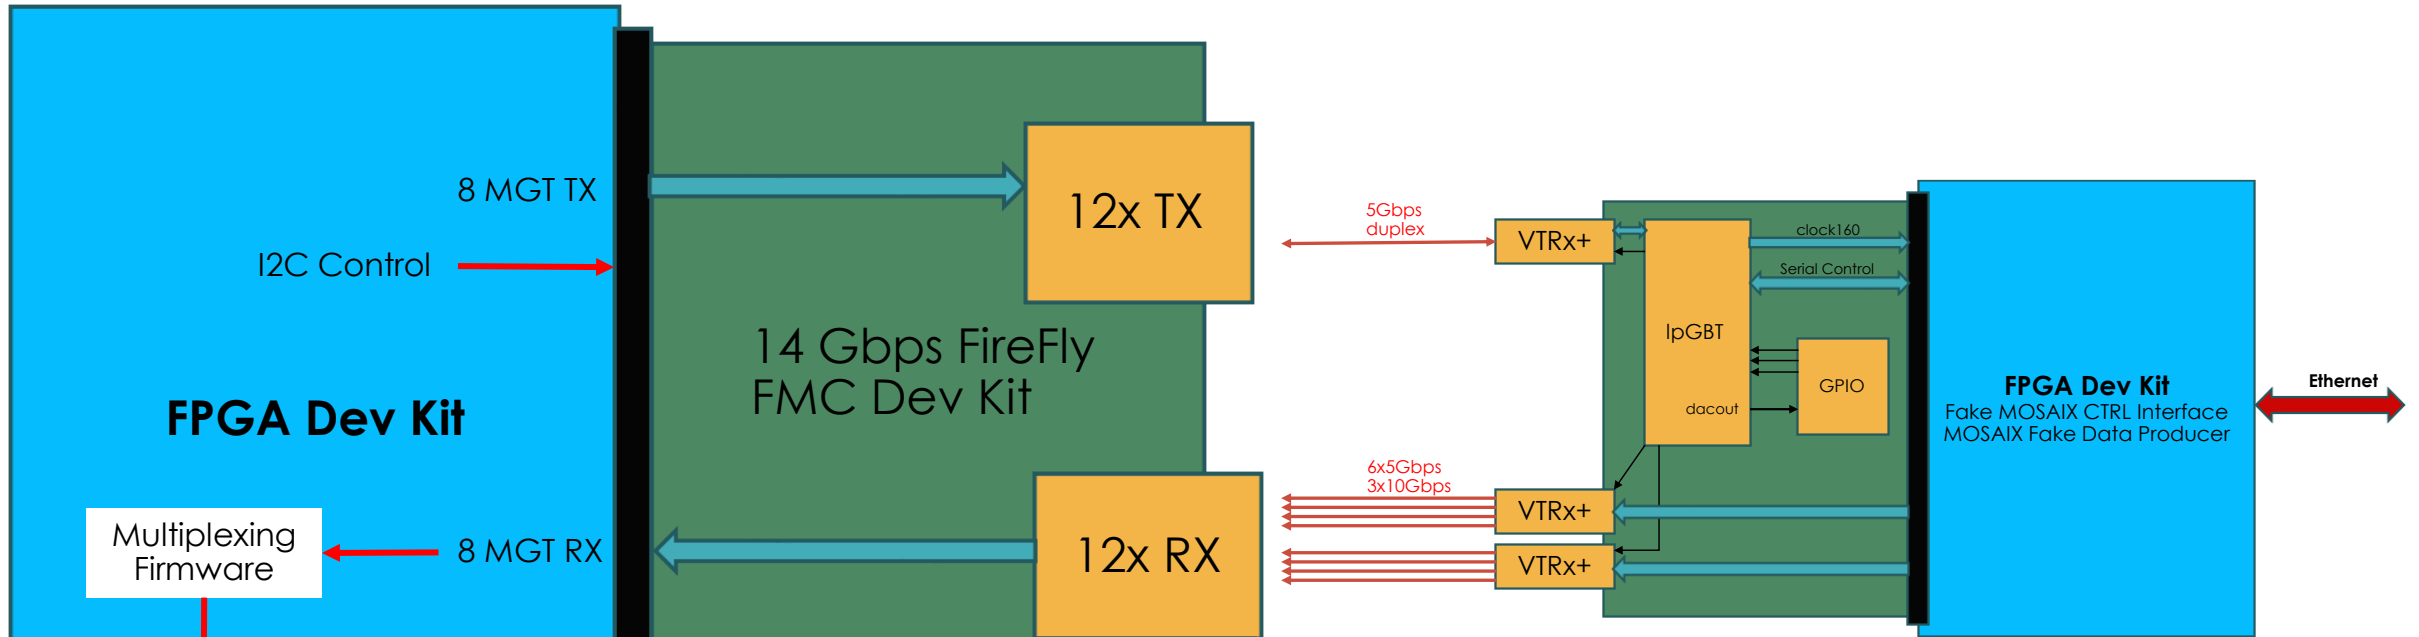 8 MGT TX
I2C Control
FPGA Dev Kit
Multiplexing
Firmware
8 MGT RX
14 Gbps FireFly
FMC Dev Kit
12x TX
12x RX
5Gbps
duplex
6x5Gbps
3x10Gbps
VTRx+
VTRx+
VTRx+
lpGBT
dacout
GPIO
clock160
Serial Control
FPGA Dev Kit
Fake MOSAIX CTRL Interface
MOSAIX Fake Data Producer
Ethernet